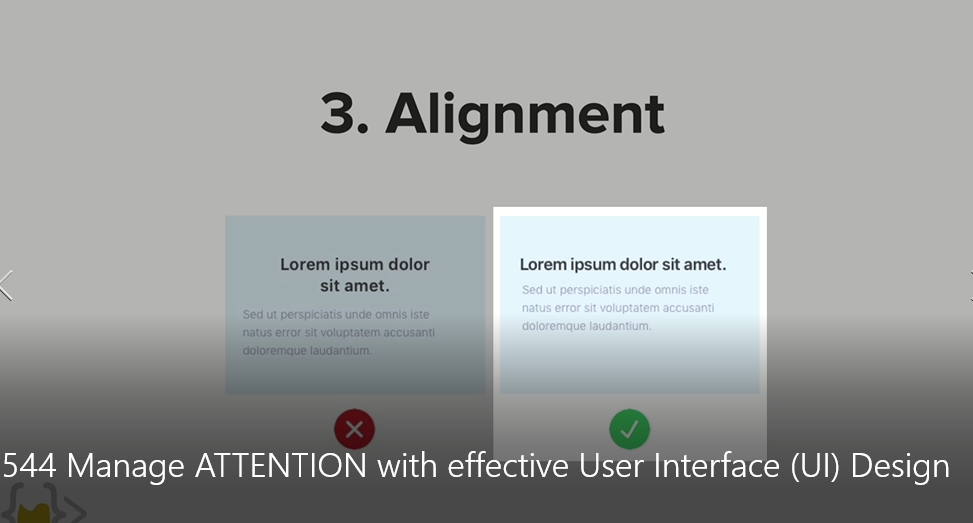 3. Alignment
Lorem ipsum dolor
sit amet.
Sed ut perspiciatis unde omnis iste
natus error sit voluptatem accusanti
doloremque laudantium.
Lorem ipsum dolor sit amet.
Sed ut perspiciatis unde omnis iste
natus error sit voluptatem accusanti
doloremque laudantium.
544 Manage ATTENTION with effective User Interface (UI) Design